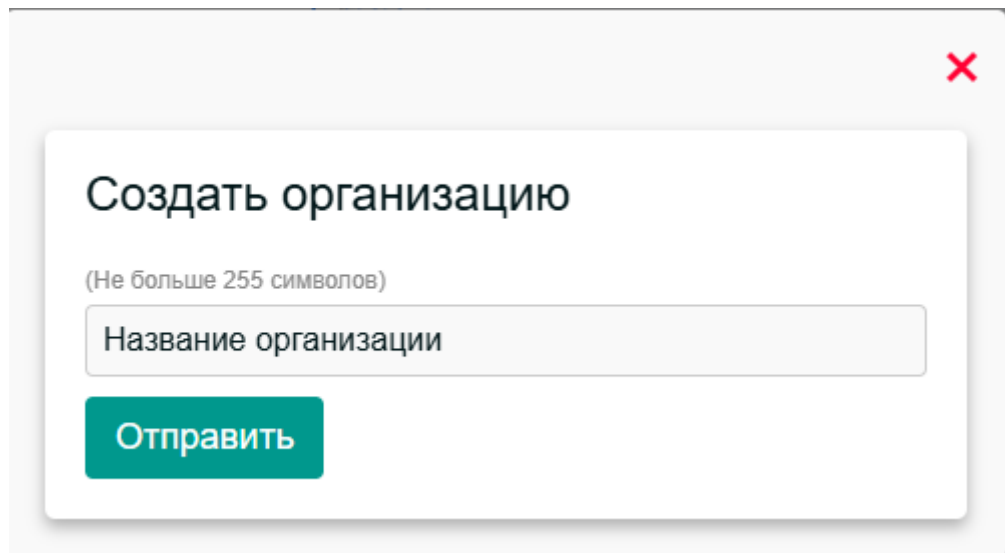 Создать организацию
(Не больше 255 символов)
Название организации
Отправить